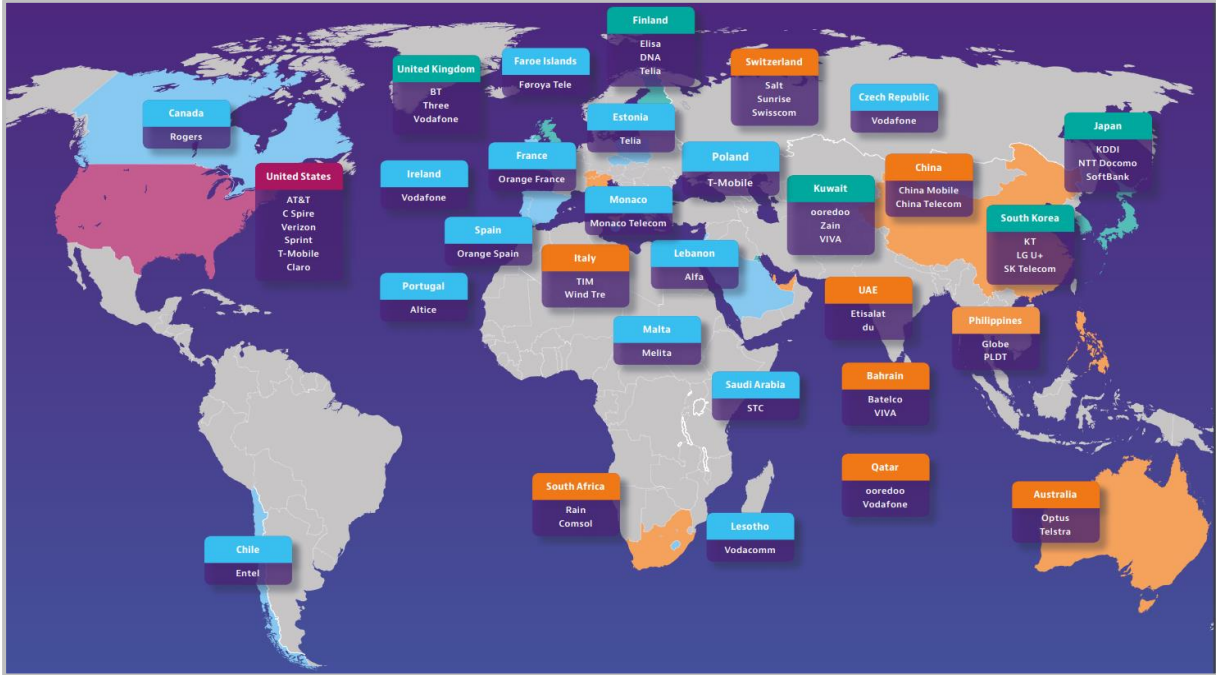 Finland
Elisa
DNA
Telia
United Kingdom
BT
Three
Vodafone
Faroe Islands
Føroya Tele
Switzerland
Salt
Sunrise
Swisscom
Czech Republic
Vodafone
Canada
Rogers
Estonia
Telia
Japan
KDDI
NTT Docomo
SoftBank
France
Orange France
Poland
T-Mobile
China
China Mobile
China Telecom
United States
AT&T
C Spire
Verizon
Sprint
T-Mobile
Claro
Ireland
Vodafone
Monaco
Monaco Telecom
Kuwait
ooredoo
Zain
VIVA
South Korea
KT
LG U+
SK Telecom
Spain
Orange Spain
Italy
TIM
Wind Tre
Lebanon
Alfa
Portugal
Altice
UAE
Etisalat
du
Philippines
Globe
PLDT
Malta
Melita
Saudi Arabia
STC
Bahrain
Batelco
VIVA
South Africa
Rain
Comsol
Qatar
ooredoo
Vodafone
Australia
Optus
Telstra
Lesotho
Vodacomm
Chile
Entel